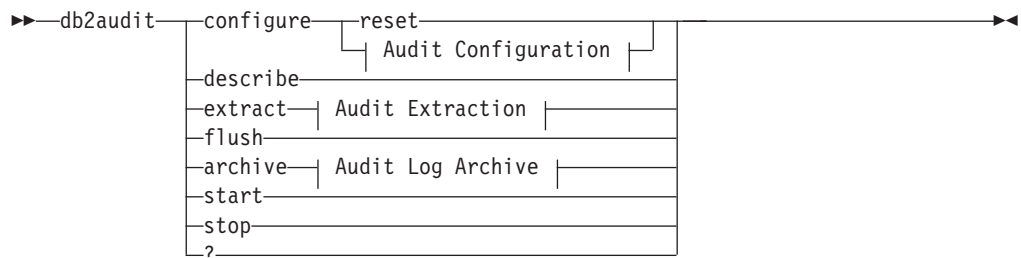 db2audit configure reset
Audit Configuration
describe
extract Audit Extraction
flush
archive Audit Log Archive
start
stop
?